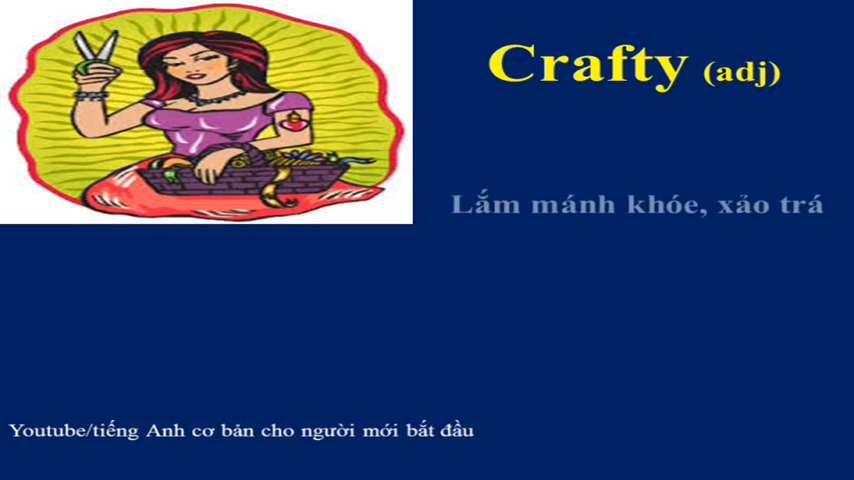 Crafty (adj)
Lắm mánh khóe, xảo trá
Youtube/tiếng Anh cơ bản cho người mới bắt đầu